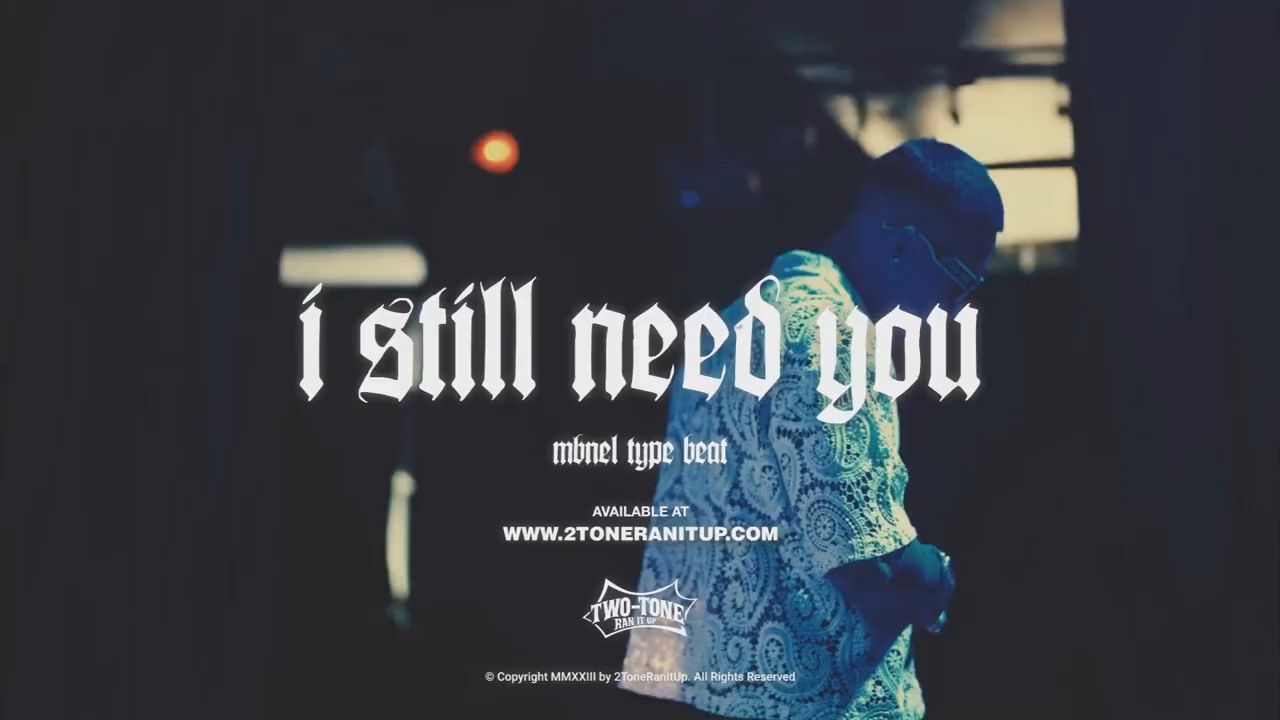 i still need you
mbnel type beat
AVAILABLE AT
WWW.2TONERANITUP.COM
TWO-TONE
RAN IT UP
© Copyright MMXXIII by 2ToneRanItUp. All Rights Reserved